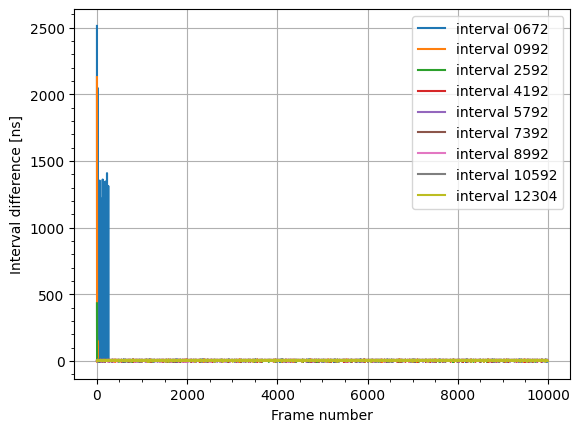 Interval difference [ns]
2500
2000
1500
1000
500
0
interval 0672
interval 0992
interval 2592
interval 4192
interval 5792
interval 7392
interval 8992
interval 10592
interval 12304
0 2000 4000 6000 8000 10000
Frame number